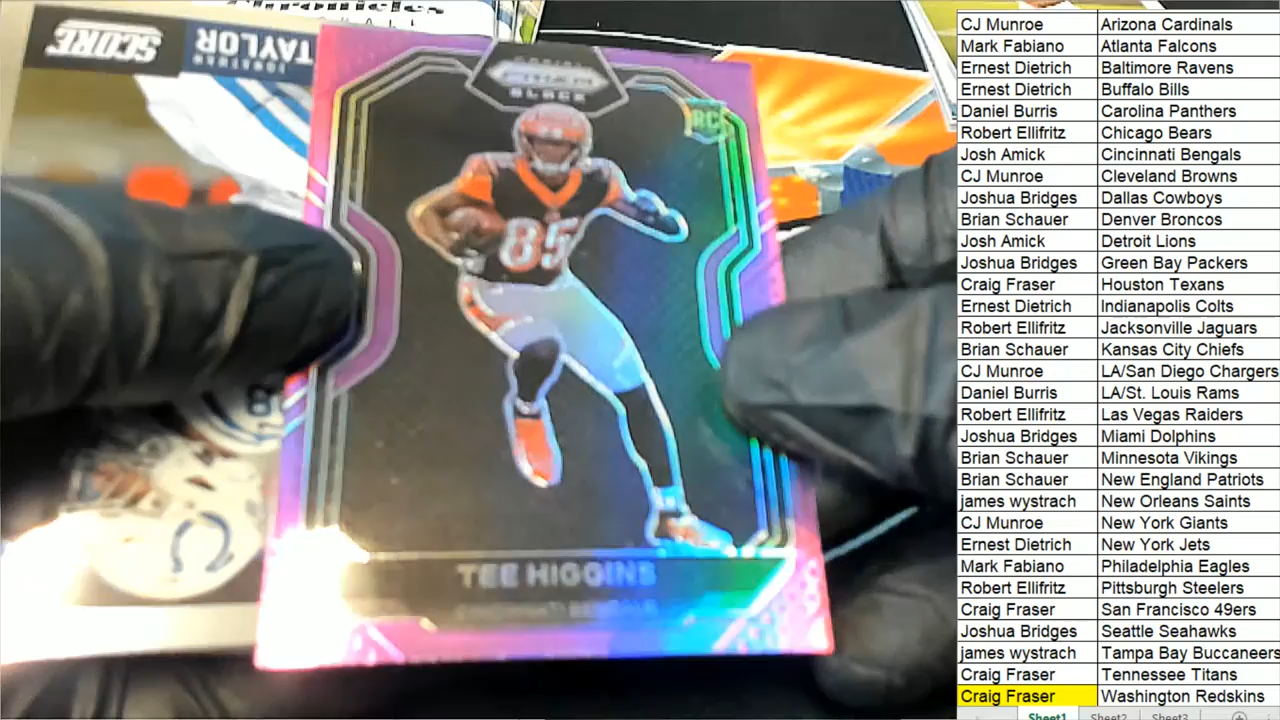 Chronicles
SCORE
JONATHAN
TAYLOR
PRIZM
BLACK
RC
85
TEE HIGGINS
CJ Munroe Arizona Cardinals
Mark Fabiano Atlanta Falcons
Ernest Dietrich Baltimore Ravens
Ernest Dietrich Buffalo Bills
Daniel Burris Carolina Panthers
Robert Ellifritz Chicago Bears
Josh Amick Cincinnati Bengals
CJ Munroe Cleveland Browns
Joshua Bridges Dallas Cowboys
Brian Schauer Denver Broncos
Josh Amick Detroit Lions
Joshua Bridges Green Bay Packers
Craig Fraser Houston Texans
Ernest Dietrich Indianapolis Colts
Robert Ellifritz Jacksonville Jaguars
Brian Schauer Kansas City Chiefs
CJ Munroe LA/San Diego Chargers
Daniel Burris LA/St. Louis Rams
Robert Ellifritz Las Vegas Raiders
Joshua Bridges Miami Dolphins
Brian Schauer Minnesota Vikings
Brian Schauer New England Patriots
james wystrach New Orleans Saints
CJ Munroe New York Giants
Ernest Dietrich New York Jets
Mark Fabiano Philadelphia Eagles
Robert Ellifritz Pittsburgh Steelers
Craig Fraser San Francisco 49ers
Joshua Bridges Seattle Seahawks
james wystrach Tampa Bay Buccaneers
Craig Fraser Tennessee Titans
Craig Fraser Washington Redskins
Sheet1 Sheet2 Sheet3